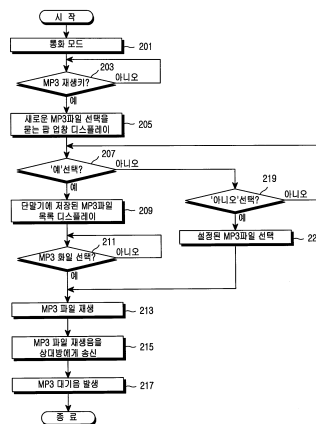 시 작
통화 모드
201
203
MP3 재생키?
아니오
예
새로운 MP3파일 선택을
묻는 팝 업창 디스플레이
205
207
'예'선택?
아니오
예
219
'아니오'선택?
아니오
예
단말기에 저장된 MP3파일
목록 디스플레이
209
설정된 MP3파일 선택
22
211
MP3 화일 선택?
아니오
예
MP3 파일 재생
213
MP3 파일 재생음을
상대방에게 송신
215
MP3 대기음 발생
217
종 료